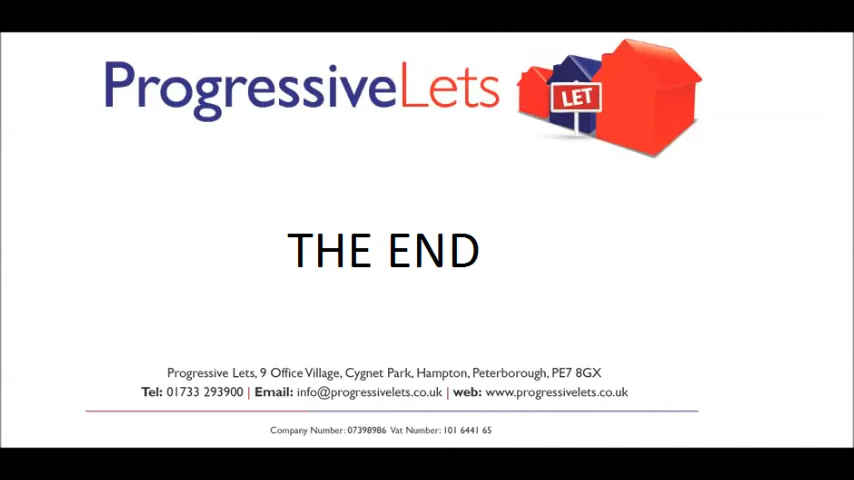 ProgressiveLets
LET
THE END
Progressive Lets, 9 Office Village, Cygnet Park, Hampton, Peterborough, PE7 8GX
Tel: 01733 293900 | Email: info@progressivelets.co.uk | web: www.progressivelets.co.uk
Company Number: 07398986 Vat Number: 101 6441 65